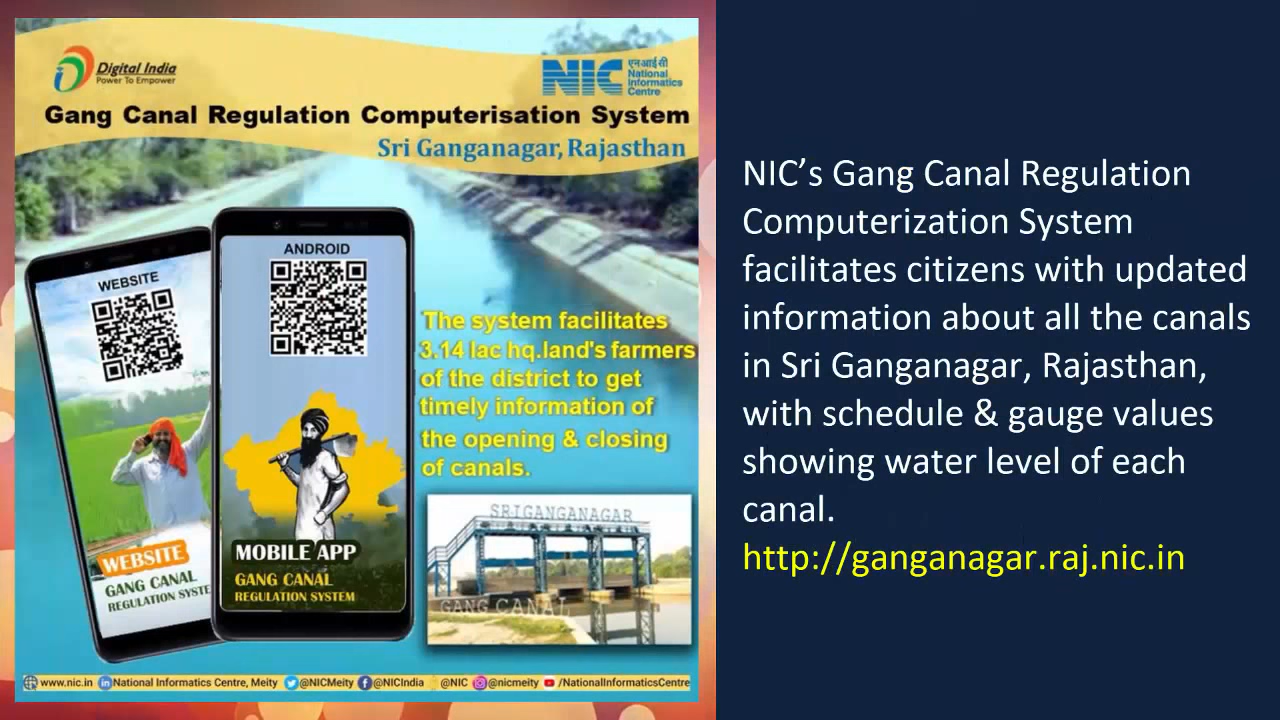 Digital India
Power To Empower
NIC
एनआईसी
National
Informatics
Centre
Gang Canal Regulation Computerisation System
Sri Ganganagar, Rajasthan
WEBSITE
ANDROID
The system facilitates
3.14 lac hq.land's farmers
of the district to get
timely information of
the opening & closing
of canals.
SRIGANGANAGAR
GANG CANAL
WEBSITE
GANG CANAL
REGULATION SYSTE
MOBILE APP
GANG CANAL
REGULATION SYSTEM
www.nic.in National Informatics Centre, Meity @NICMeity @NICIndia @NIC @nicmeity /NationalInformaticsCentre
NIC’s Gang Canal Regulation
Computerization System
facilitates citizens with updated
information about all the canals
in Sri Ganganagar, Rajasthan,
with schedule & gauge values
showing water level of each
canal.
http://ganganagar.raj.nic.in